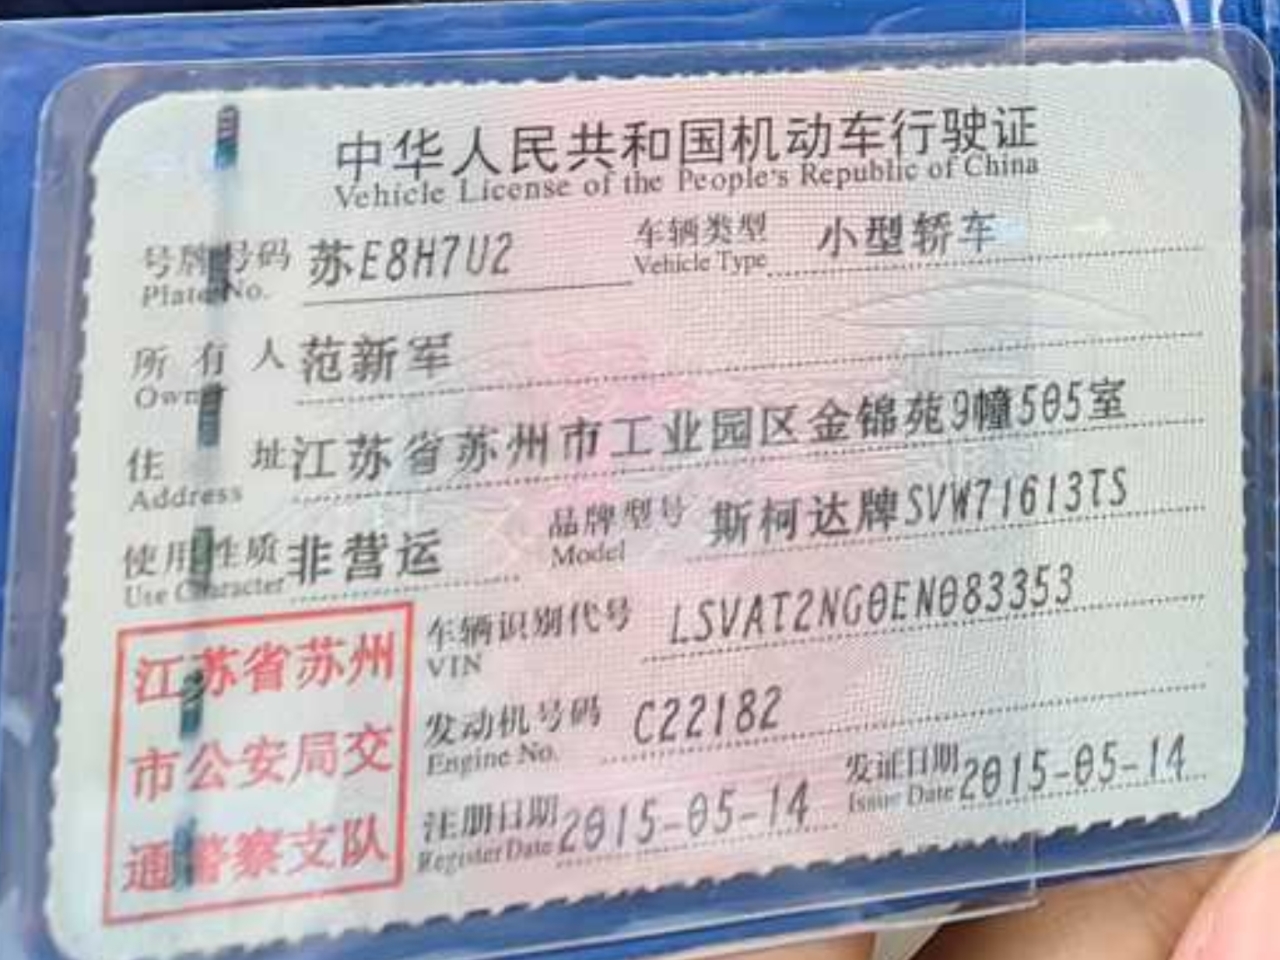 中华人民共和国机动车行驶证
Vehicle License of the People's Republic of China
号牌号码 苏E8H7U2 车辆类型 小型轿车
Plate No. Vehicle Type
所有人 范新军
Owner
住址 江苏省苏州市工业园区金锦苑9幢505室
Address
使用性质 非营运 品牌型号 斯柯达牌SVW71613TS
Use Character Model
车辆识别代号 LSVAT2NG0EN083353
VIN
发动机号码 C22182
Engine No.
注册日期 2015-05-14 发证日期 2015-05-14
Register Date Issue Date
江苏省苏州
市公安局交
通警察支队